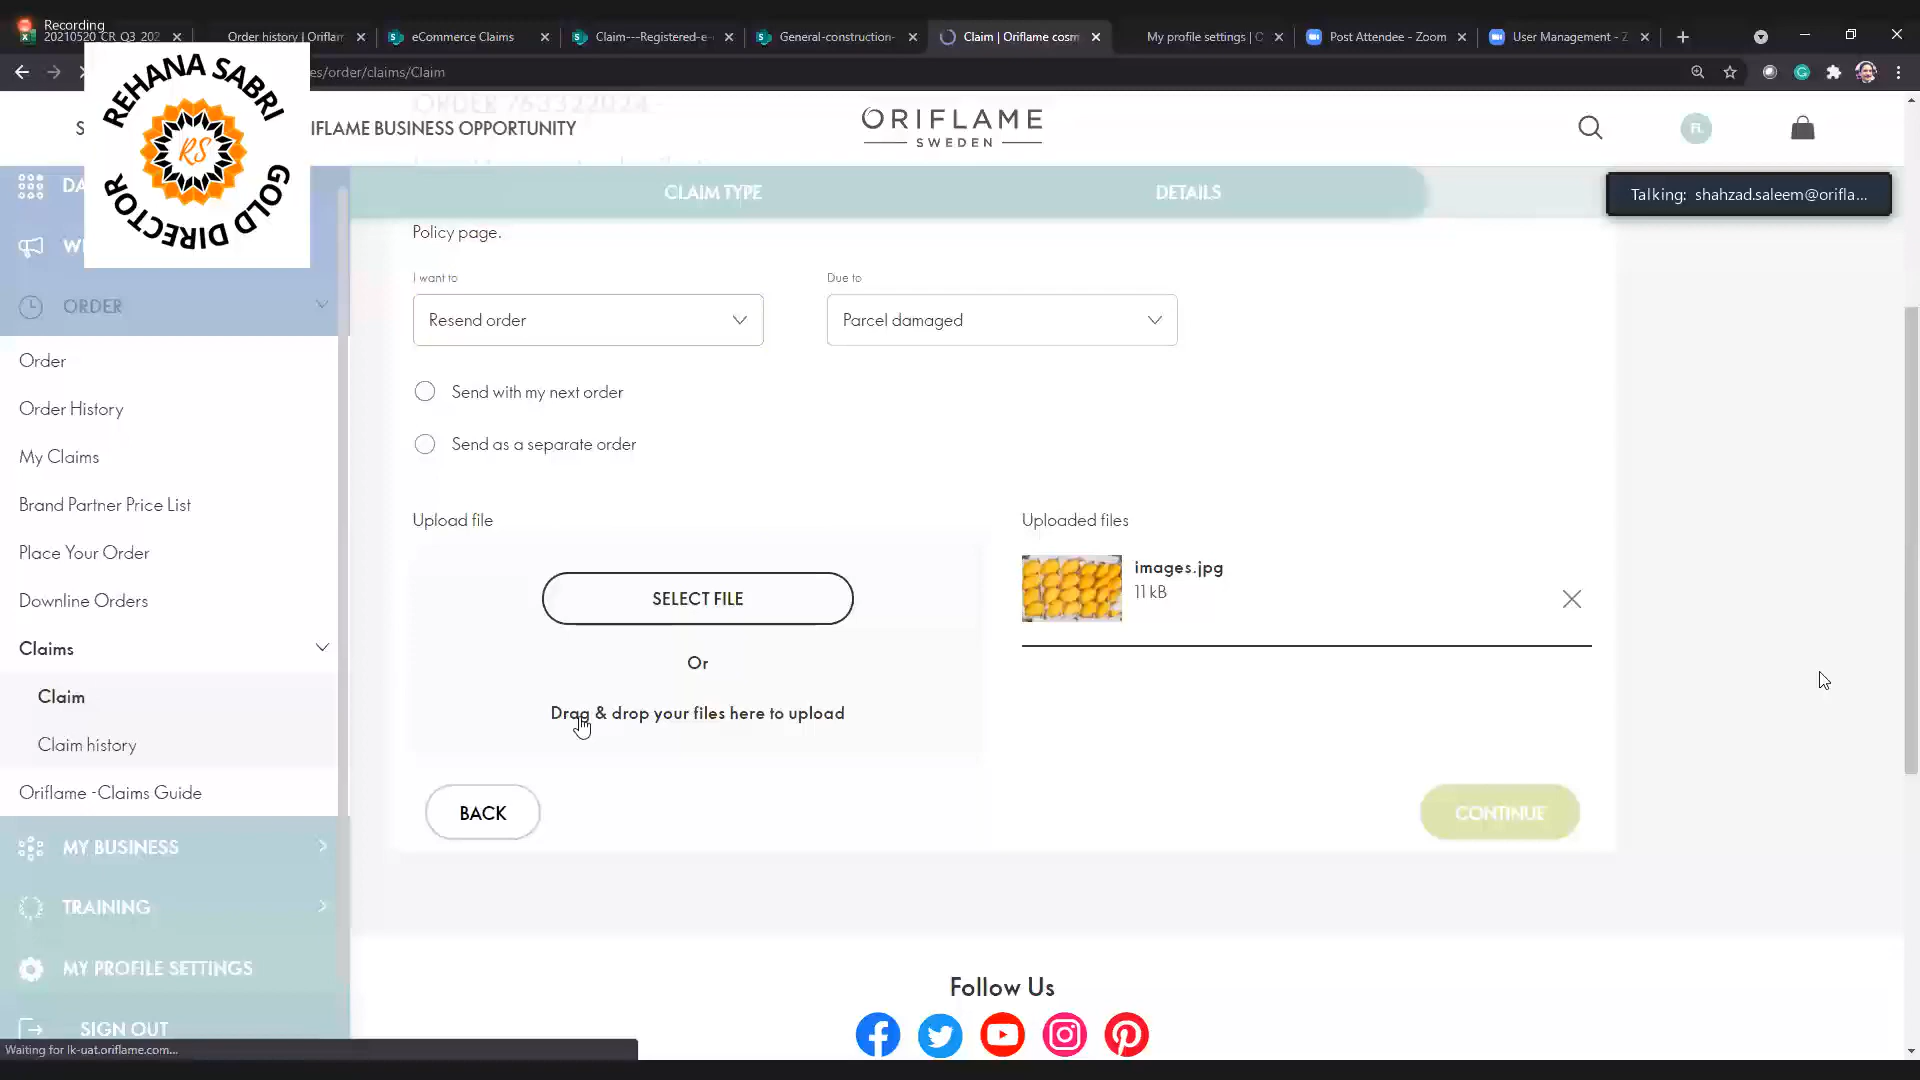 Recording
20210520_CR_Q3_202
Order history | Oriflar
eCommerce Claims
Claim---Registered-e-
General-construction-
Claim | Oriflame cosm
My profile settings | O
Post Attendee - Zoom
User Management - Z
es/order/claims/Claim
REHANA SABRI
RS
GOLD DIRECTOR
S
IFLAME BUSINESS OPPORTUNITY
ORIFLAME
SWEDEN
FL
ORDER 763322024 -
DA
CLAIM TYPE
DETAILS
Talking: shahzad.saleem@orifla...
W
Policy page.
I want to
Due to
ORDER
Resend order
Parcel damaged
Order
Send with my next order
Order History
Send as a separate order
My Claims
Brand Partner Price List
Upload file
Uploaded files
Place Your Order
images.jpg
11 kB
Downline Orders
SELECT FILE
Claims
Or
Claim
Drag & drop your files here to upload
Claim history
Oriflame -Claims Guide
BACK
CONTINUE
MY BUSINESS
TRAINING
MY PROFILE SETTINGS
Follow Us
SIGN OUT
Waiting for lk-uat.oriflame.com...